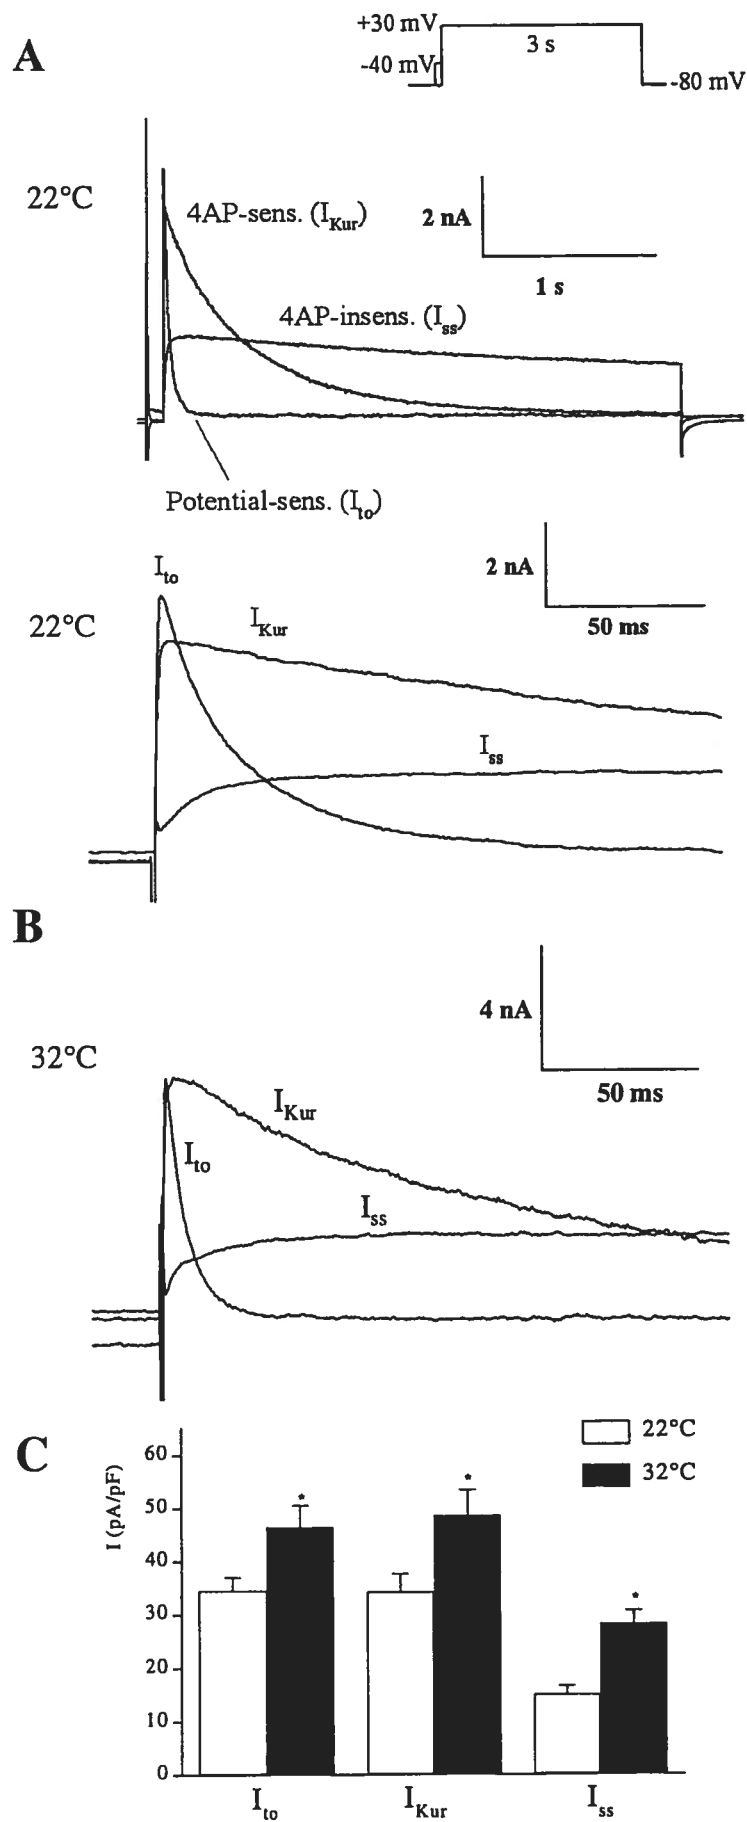 A
+30 mV
3 s
-40 mV
-80 mV
22°C
4AP-sens. (IKur)
2 nA
1 s
4AP-insens. (Iss)
Potential-sens. (Ito)
22°C
Ito
IKur
2 nA
50 ms
Iss
B
32°C
4 nA
50 ms
IKur
Ito
Iss
C
22°C
32°C
I (pA/pF)
60
50
40
30
20
10
0
*
*
*
Ito
IKur
Iss